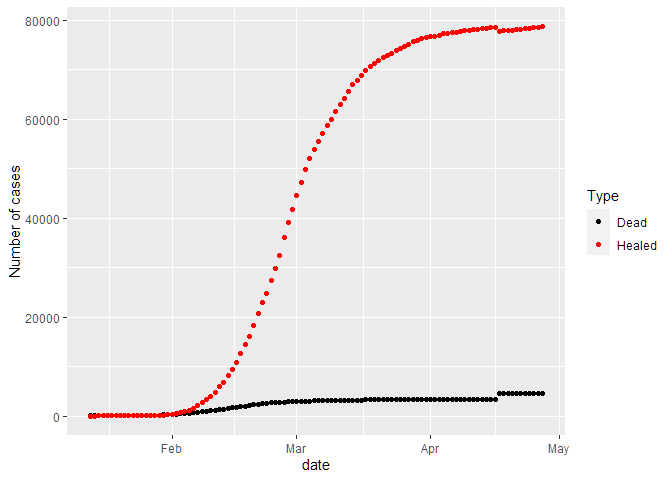 80000
60000
40000
20000
0
Number of cases
Feb
Mar
Apr
May
date
Type
Dead
Healed